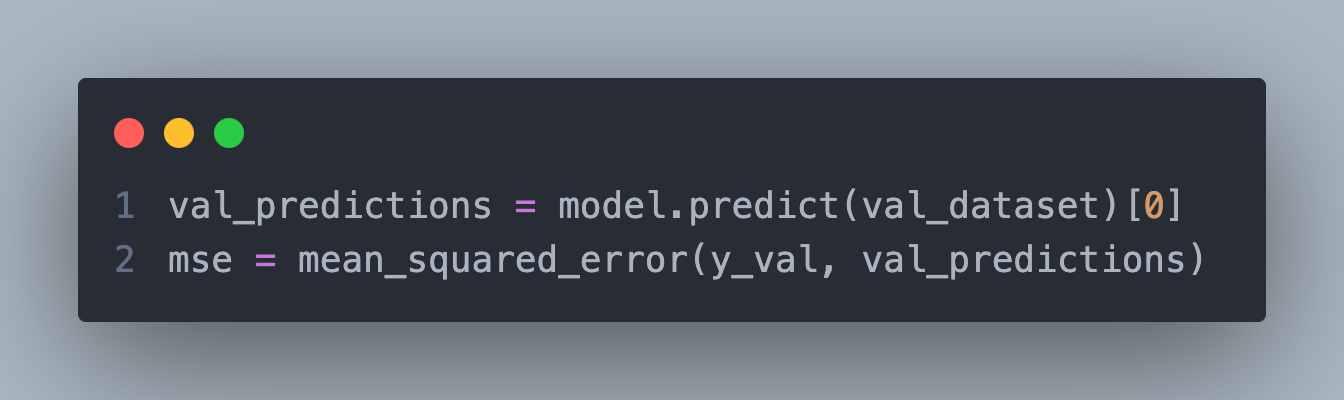 1 val_predictions = model.predict(val_dataset)[0]
2 mse = mean_squared_error(y_val, val_predictions)